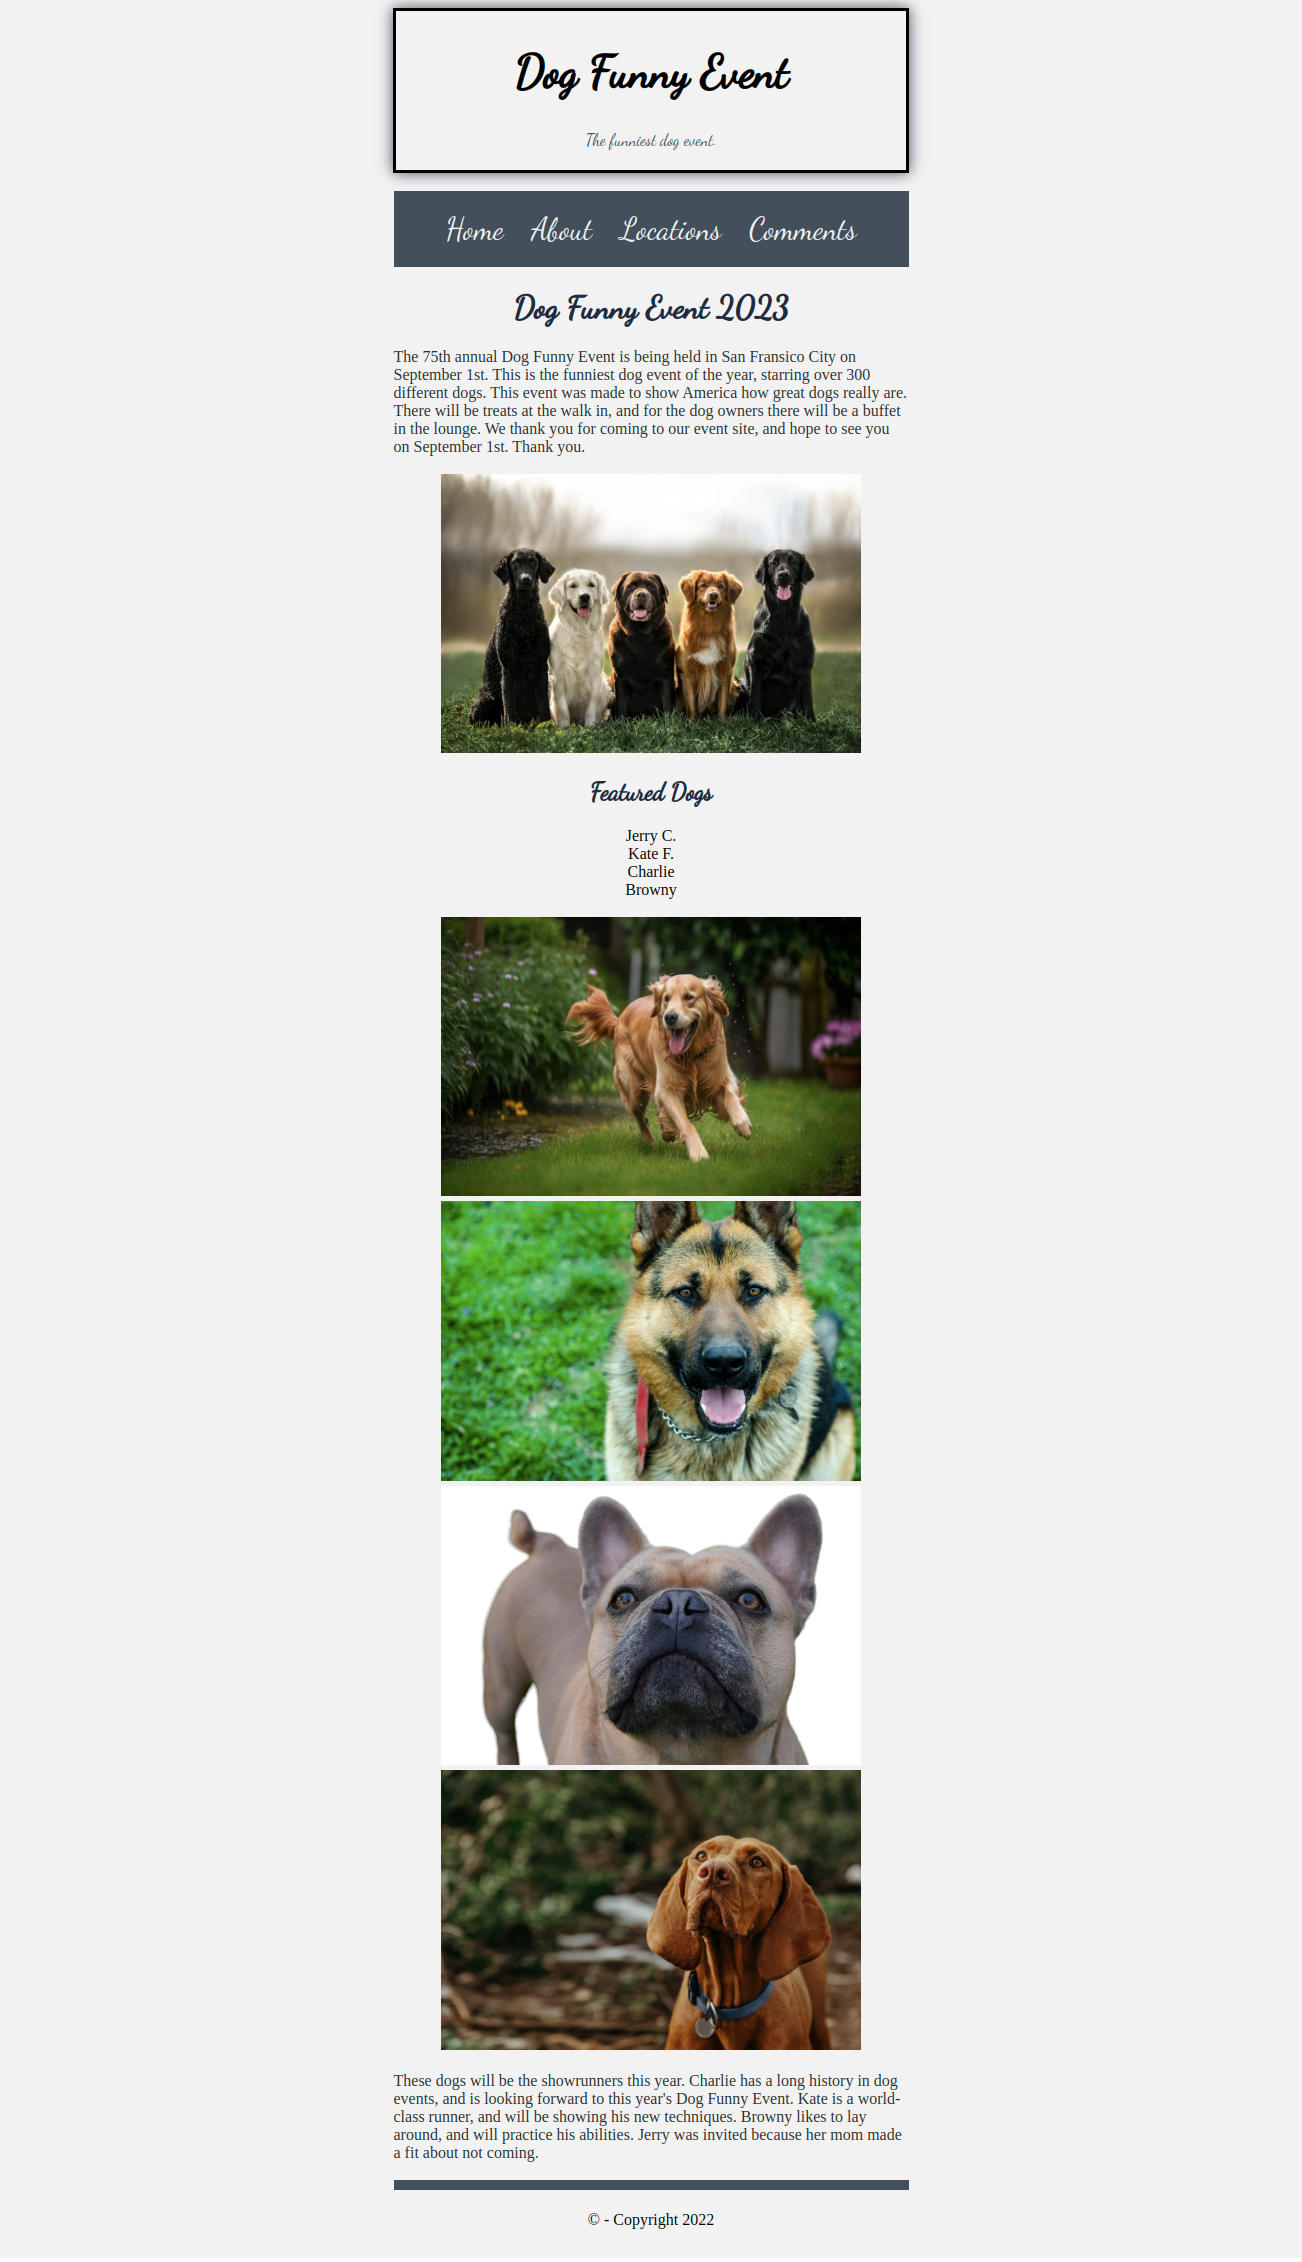 Dog Funny Event
The funniest dog event.
Home About Locations Comments
Dog Funny Event 2023
The 75th annual Dog Funny Event is being held in San Fransico City on
September 1st. This is the funniest dog event of the year, starring over 300
different dogs. This event was made to show America how great dogs really are.
There will be treats at the walk in, and for the dog owners there will be a buffet
in the lounge. We thank you for coming to our event site, and hope to see you
on September 1st. Thank you.
Featured Dogs
Jerry C.
Kate F.
Charlie
Browny
These dogs will be the showrunners this year. Charlie has a long history in dog
events, and is looking forward to this year's Dog Funny Event. Kate is a world-
class runner, and will be showing his new techniques. Browny likes to lay
around, and will practice his abilities. Jerry was invited because her mom made
a fit about not coming.
© - Copyright 2022